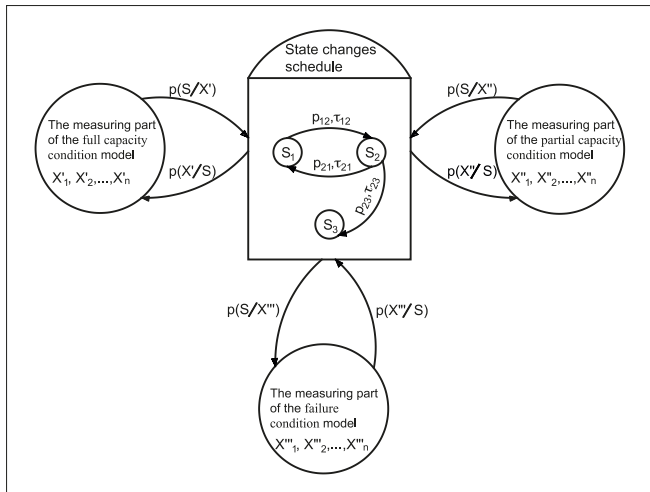 State changes
schedule
p(S/X')
The measuring part
of the full capacity
condition model
X'₁, X'₂,...,X'ₙ
p(X'/S)
p₁₂,τ₁₂
S₁
S₂
p₂₁,τ₂₁
p₂₃,τ₂₃
S₃
p(S/X'')
The measuring part
of the partial capacity
condition model
X''₁, X''₂,...,X''ₙ
p(X''/S)
p(S/X''')
p(X'''/S)
The measuring part
of the failure
condition model
X'''₁, X'''₂,...,X'''ₙ